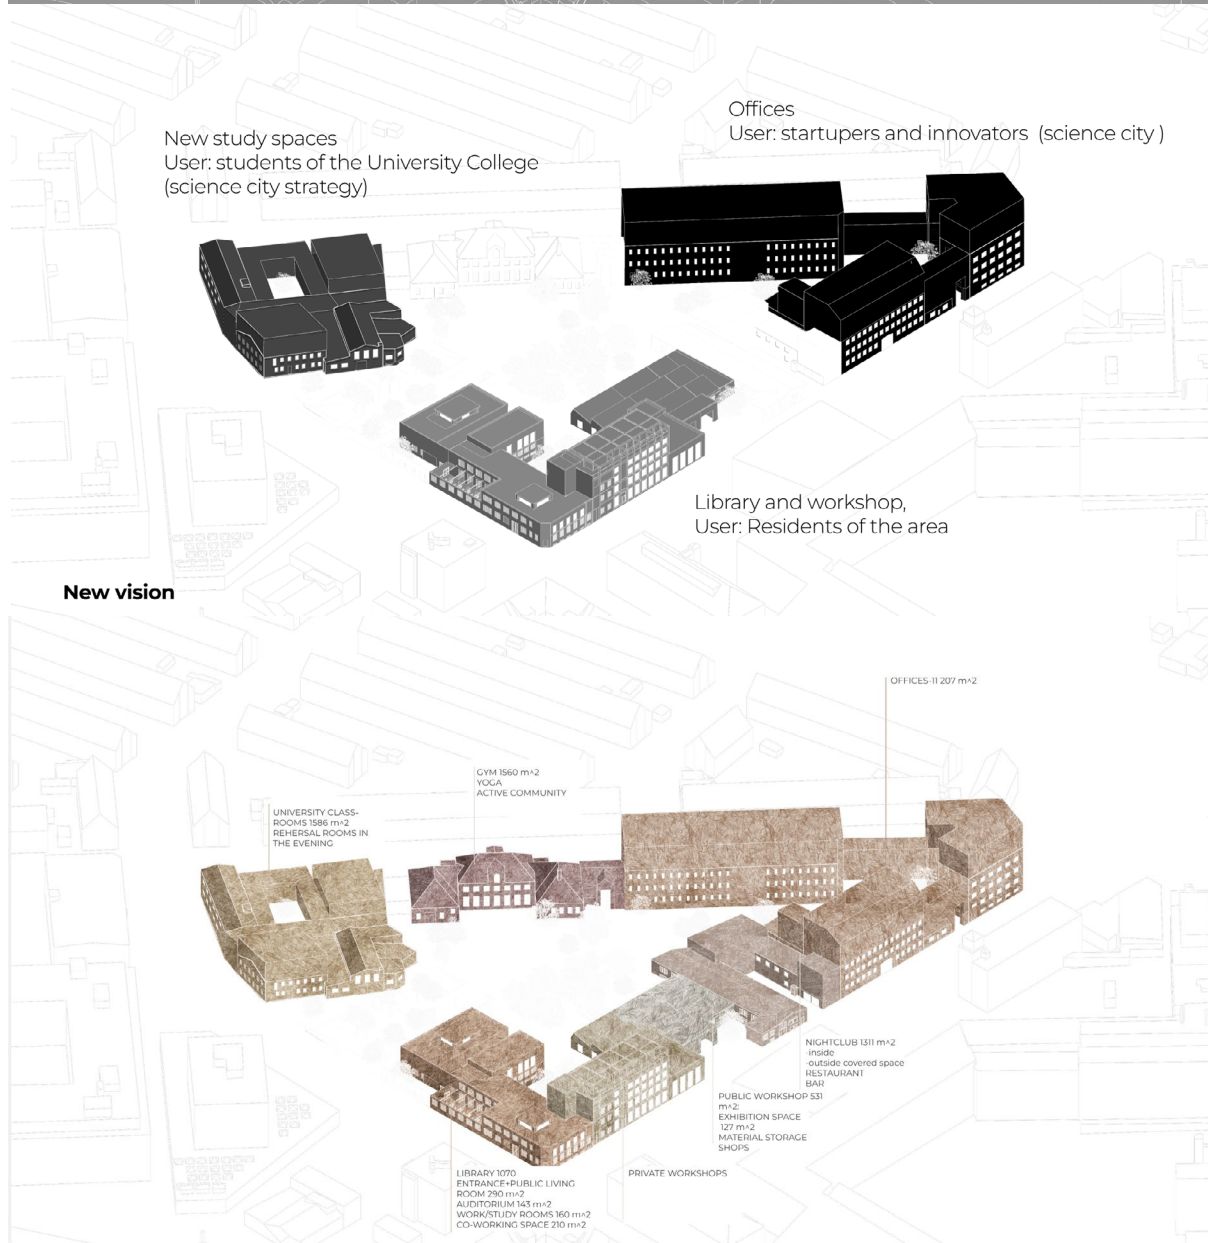 Offices
User: startupers and innovators  (science city )
New study spaces
User: students of the University College
(science city strategy)
Library and workshop,
User: Residents of the area
New vision
OFFICES-11 207 m^2
GYM 1560 m^2
YOGA
ACTIVE COMMUNITY
UNIVERSITY CLASS-
ROOMS 1586 m^2
REHERSAL ROOMS IN
THE EVENING
NIGHTCLUB 1311 m^2
-inside
-outside covered space
RESTAURANT
BAR
PUBLIC WORKSHOP 531
m^2:
EXHIBITION SPACE
127 m^2
MATERIAL STORAGE
SHOPS
PRIVATE WORKSHOPS
LIBRARY 1070
ENTRANCE+PUBLIC LIVING
ROOM 290 m^2
AUDITORIUM 143 m^2
WORK/STUDY ROOMS 160 m^2
CO-WORKING SPACE 210 m^2